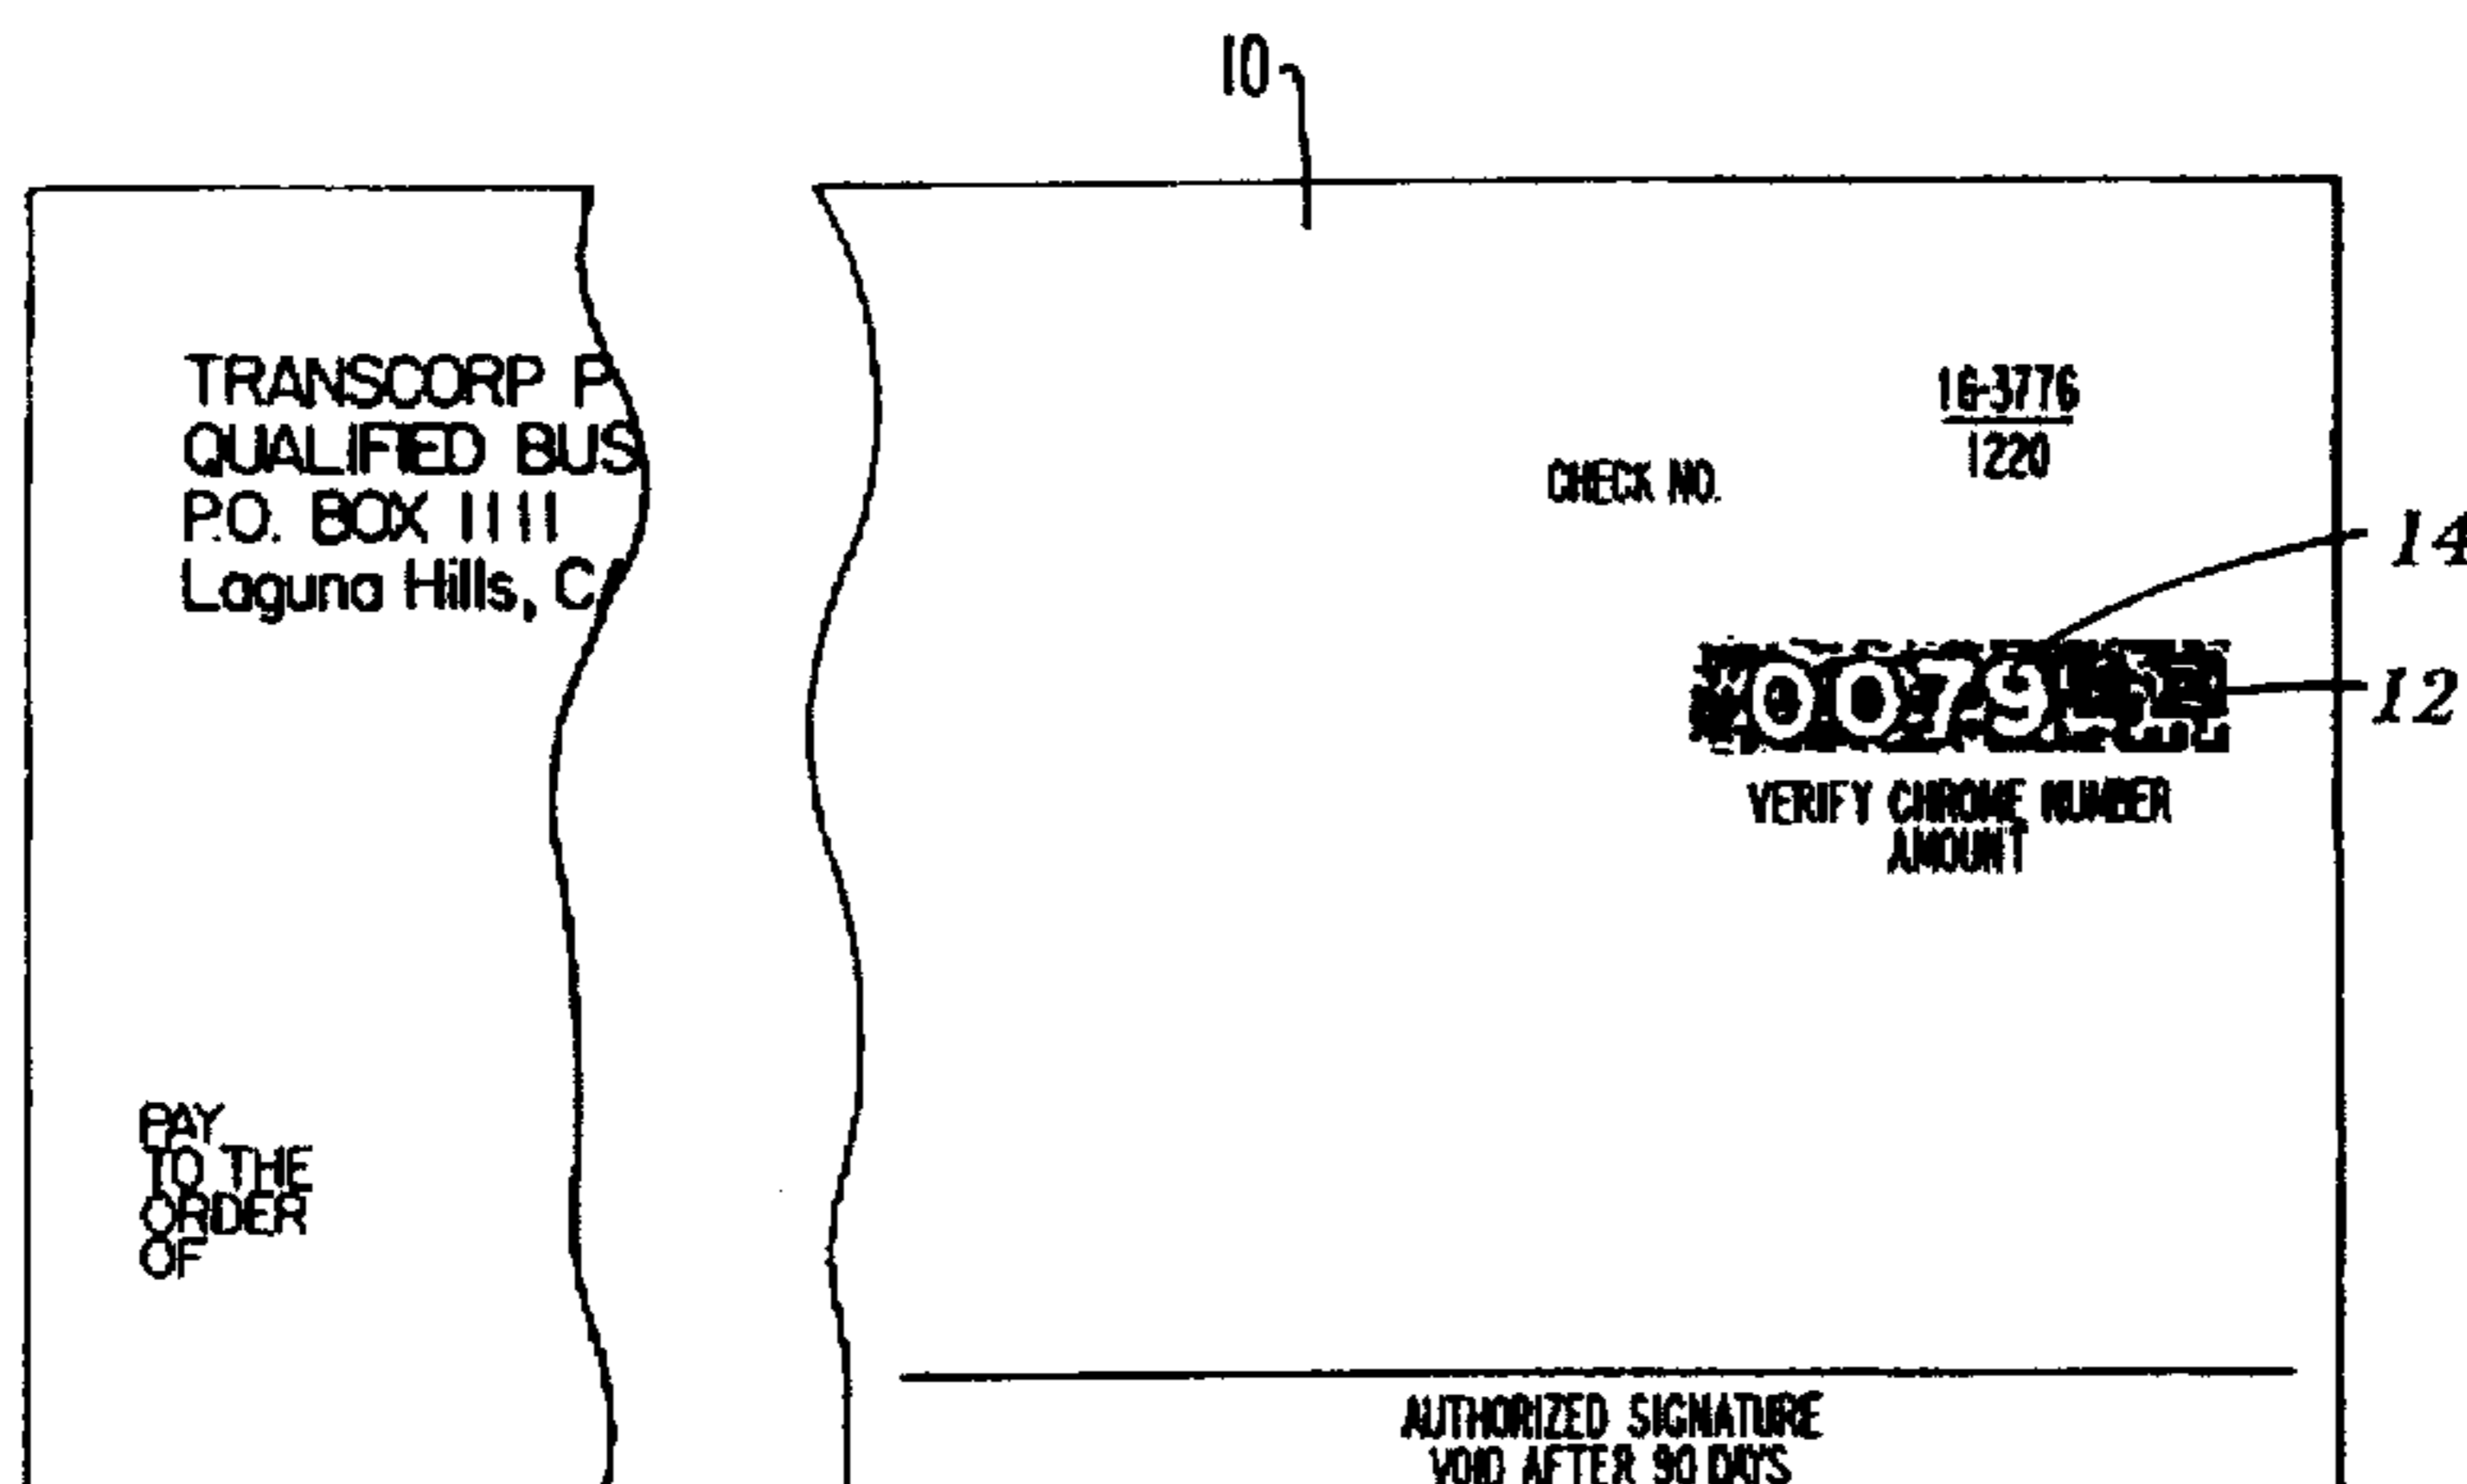 10
TRANSCORP P
QUALIFIED BUS
P.O. BOX 1111
Laguna Hills, C
16-3776
1220
CHECK NO.
14
0079
12
VERIFY CHROME NUMBER
AMOUNT
PAY
TO THE
ORDER
OF
AUTHORIZED SIGNATURE
VOID AFTER 90 DAYS